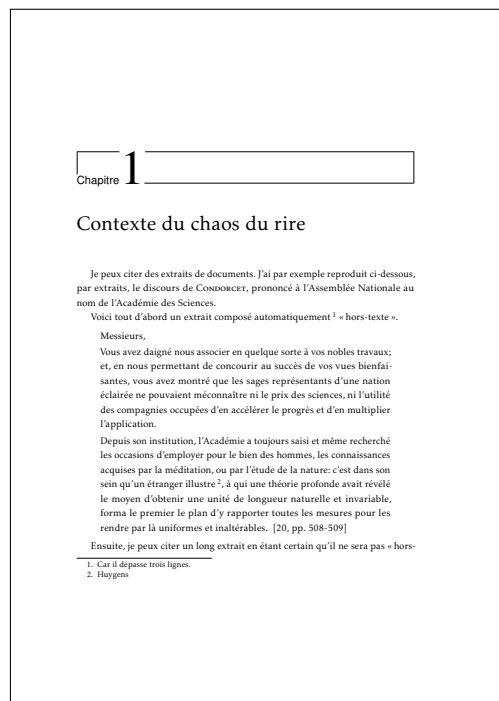 Chapitre 1
Contexte du chaos du rire
Je peux citer des extraits de documents. J'ai par exemple reproduit ci-dessous,
par extraits, le discours de Condorcet, prononcé à l'Assemblée Nationale au
nom de l'Académie des Sciences.
Voici tout d'abord un extrait composé automatiquement 1 « hors-texte ».
Messieurs,
Vous avez daigné nous associer en quelque sorte à vos nobles travaux;
et, en nous permettant de concourir au succès de vos vues bienfai-
santes, vous avez montré que les sages représentants d'une nation
éclairée ne pouvaient méconnaître ni le prix des sciences, ni l'utilité
des compagnies occupées d'en accélérer le progrès et d'en multiplier
l'application.
Depuis son institution, l'Académie a toujours saisi et même recherché
les occasions d'employer pour le bien des hommes, les connaissances
acquises par la méditation, ou par l'étude de la nature: c'est dans son
sein qu'un étranger illustre 2, à qui une théorie profonde avait révélé
le moyen d'obtenir une unité de longueur naturelle et invariable,
forma le premier le plan d'y rapporter toutes les mesures pour les
rendre par là uniformes et inaltérables. [20, pp. 508-509]
Ensuite, je peux citer un long extrait en étant certain qu'il ne sera pas « hors-
1. Car il dépasse trois lignes.
2. Huygens